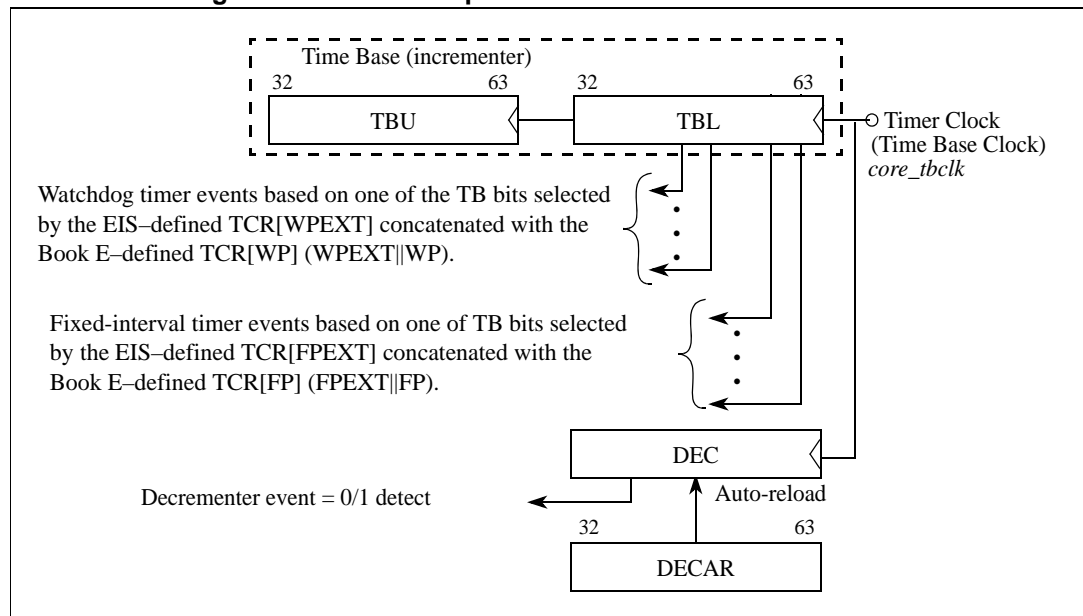 Time Base (incrementer)
32 63 32 63
TBU TBL
Timer Clock
(Time Base Clock)
core_tbclk
Watchdog timer events based on one of the TB bits selected
by the EIS–defined TCR[WPEXT] concatenated with the
Book E–defined TCR[WP] (WPEXT||WP).
Fixed-interval timer events based on one of TB bits selected
by the EIS–defined TCR[FPEXT] concatenated with the
Book E–defined TCR[FP] (FPEXT||FP).
DEC
Decrementer event = 0/1 detect
Auto-reload
32 63
DECAR